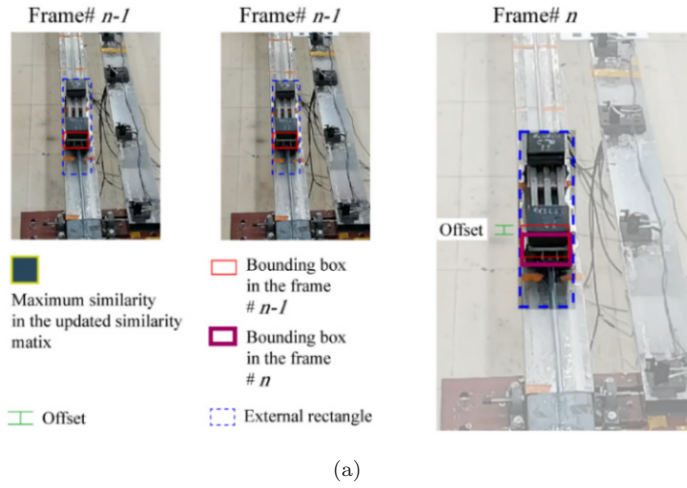 Frame# n-1
Frame# n-1
Frame# n
Offset
Maximum similarity
in the updated similarity
matix
Bounding box
in the frame
# n-1
Bounding box
in the frame
# n
Offset
External rectangle
(a)